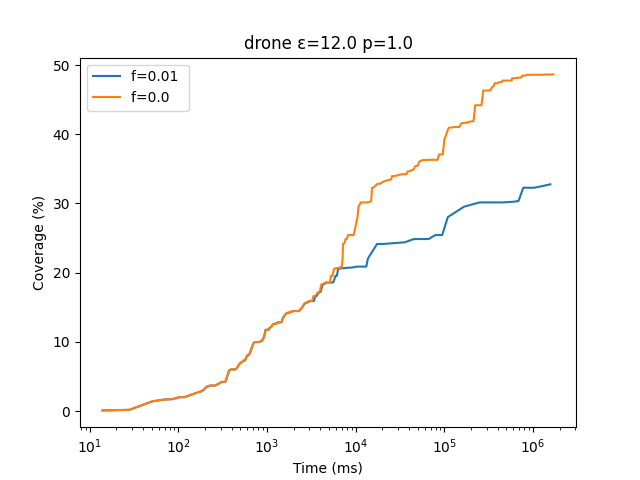 drone ε=12.0 p=1.0
f=0.01
f=0.0
Coverage (%)
50
40
30
20
10
0
10¹ 10² 10³ 10⁴ 10⁵ 10⁶
Time (ms)